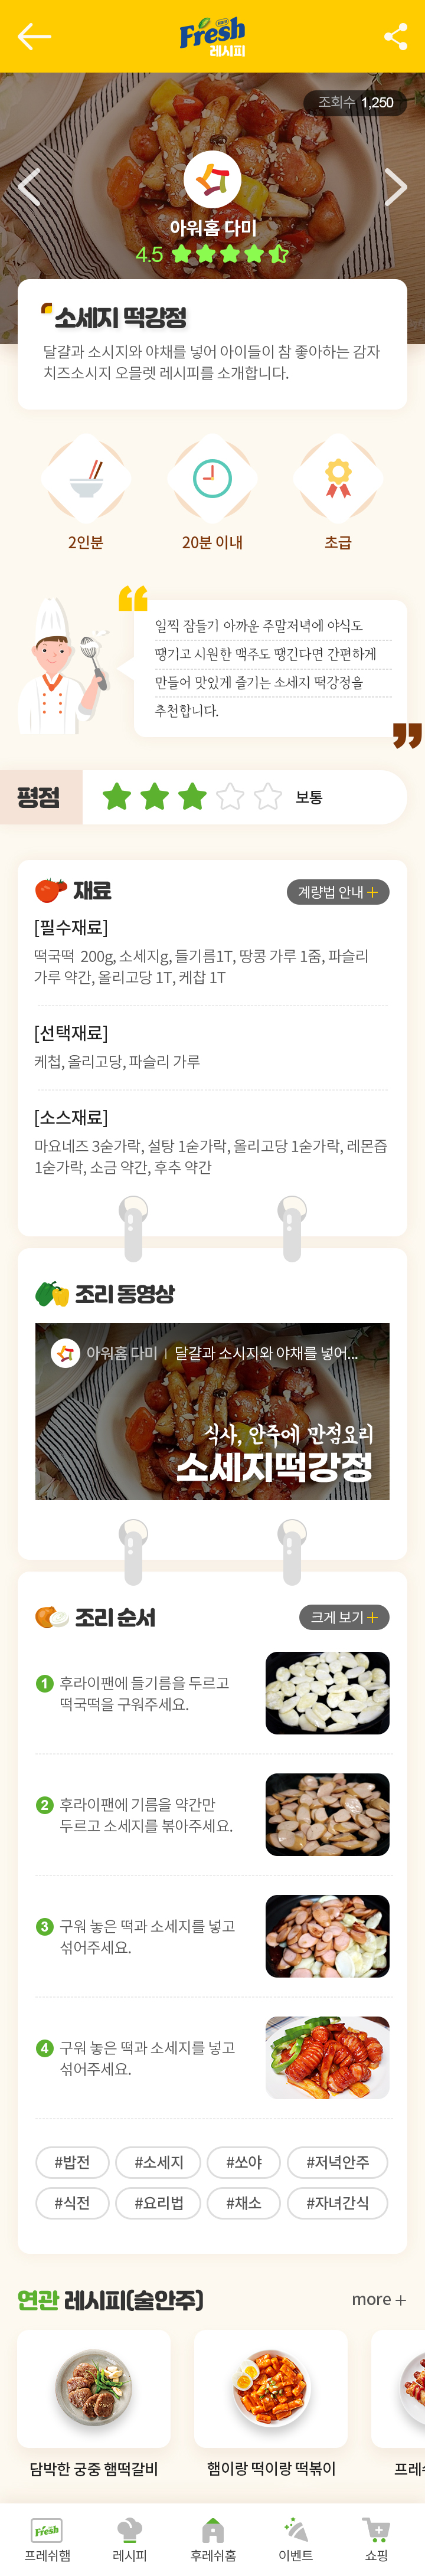 Fresh
레시피
조회수 1,250
아워홈 다미
4.5
소세지 떡강정
달걀과 소시지와 야채를 넣어 아이들이 참 좋아하는 감자
치즈소시지 오믈렛 레시피를 소개합니다.
2인분 20분 이내 초급
일찍 잠들기 아까운 주말저녁에 야식도
땡기고 시원한 맥주도 땡긴다면 간편하게
만들어 맛있게 즐기는 소세지 떡강정을
추천합니다.
평점 보통
재료 계량법 안내 +
[필수재료]
떡국떡 200g, 소세지g, 들기름1T, 땅콩 가루 1줌, 파슬리
가루 약간, 올리고당 1T, 케찹 1T
[선택재료]
케첩, 올리고당, 파슬리 가루
[소스재료]
마요네즈 3숟가락, 설탕 1숟가락, 올리고당 1숟가락, 레몬즙
1숟가락, 소금 약간, 후추 약간
조리 동영상
아워홈 다미 | 달걀과 소시지와 야채를 넣어...
식사, 안주에 만점요리
소세지떡강정
조리 순서 크게 보기 +
1 후라이팬에 들기름을 두르고
떡국떡을 구워주세요.
2 후라이팬에 기름을 약간만
두르고 소세지를 볶아주세요.
3 구워 놓은 떡과 소세지를 넣고
섞어주세요.
4 구워 놓은 떡과 소세지를 넣고
섞어주세요.
#밥전 #소세지 #쏘야 #저녁안주
#식전 #요리법 #채소 #자녀간식
연관 레시피(술안주) more +
담박한 궁중 햄떡갈비 햄이랑 떡이랑 떡볶이 프레쉬
Fresh
프레쉬햄 레시피 후레쉬홈 이벤트 쇼핑